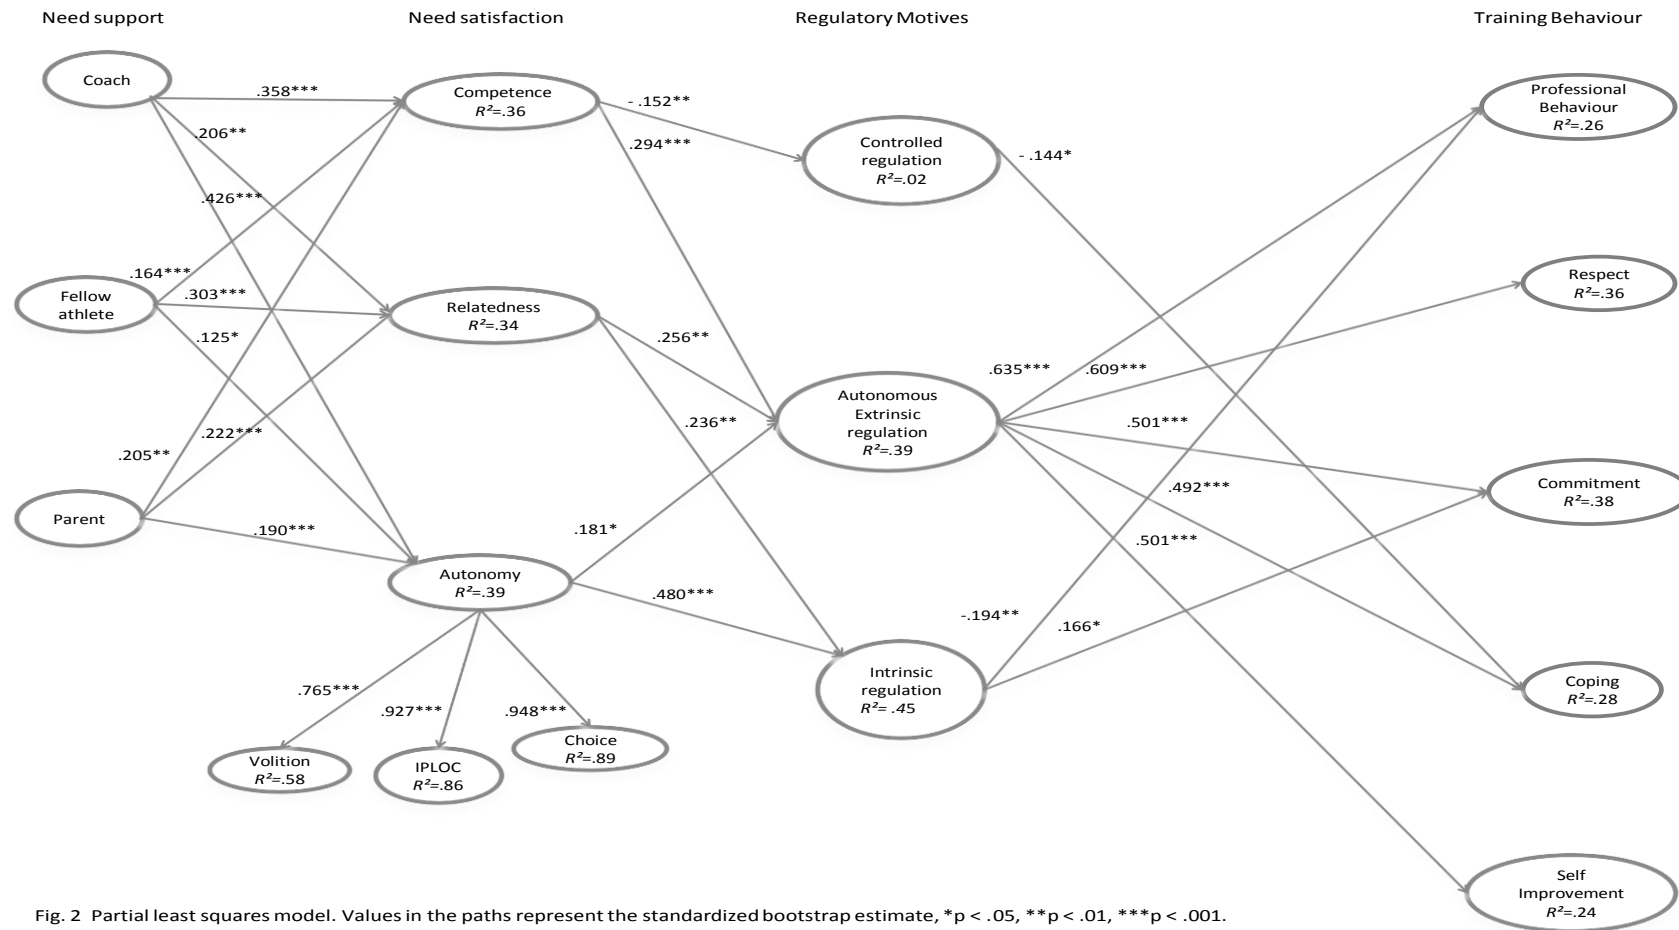 Need support
Need satisfaction
Regulatory Motives
Training Behaviour
Coach
Fellow
athlete
Parent
.358***
.206**
.426***
.164***
.303***
.125*
.222***
.205**
.190***
Competence
R²=.36
Relatedness
R²=.34
Autonomy
R²=.39
.765***
.927***
.948***
Volition
R²=.58
IPLOC
R²=.86
Choice
R²=.89
- .152**
.294***
.256**
.236**
.181*
.480***
Controlled
regulation
R²=.02
Autonomous
Extrinsic
regulation
R²=.39
Intrinsic
regulation
R²= .45
- .144*
.635***
.609***
.501***
.492***
.501***
-.194**
.166*
Professional
Behaviour
R²=.26
Respect
R²=.36
Commitment
R²=.38
Coping
R²=.28
Self
Improvement
R²=.24
Fig. 2 Partial least squares model. Values in the paths represent the standardized bootstrap estimate, *p < .05, **p < .01, ***p < .001.